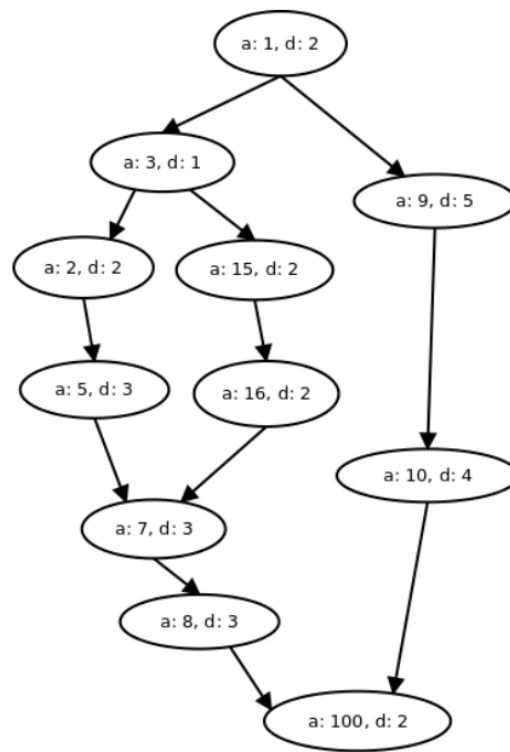 a: 1, d: 2
a: 3, d: 1
a: 9, d: 5
a: 2, d: 2
a: 15, d: 2
a: 5, d: 3
a: 16, d: 2
a: 10, d: 4
a: 7, d: 3
a: 8, d: 3
a: 100, d: 2